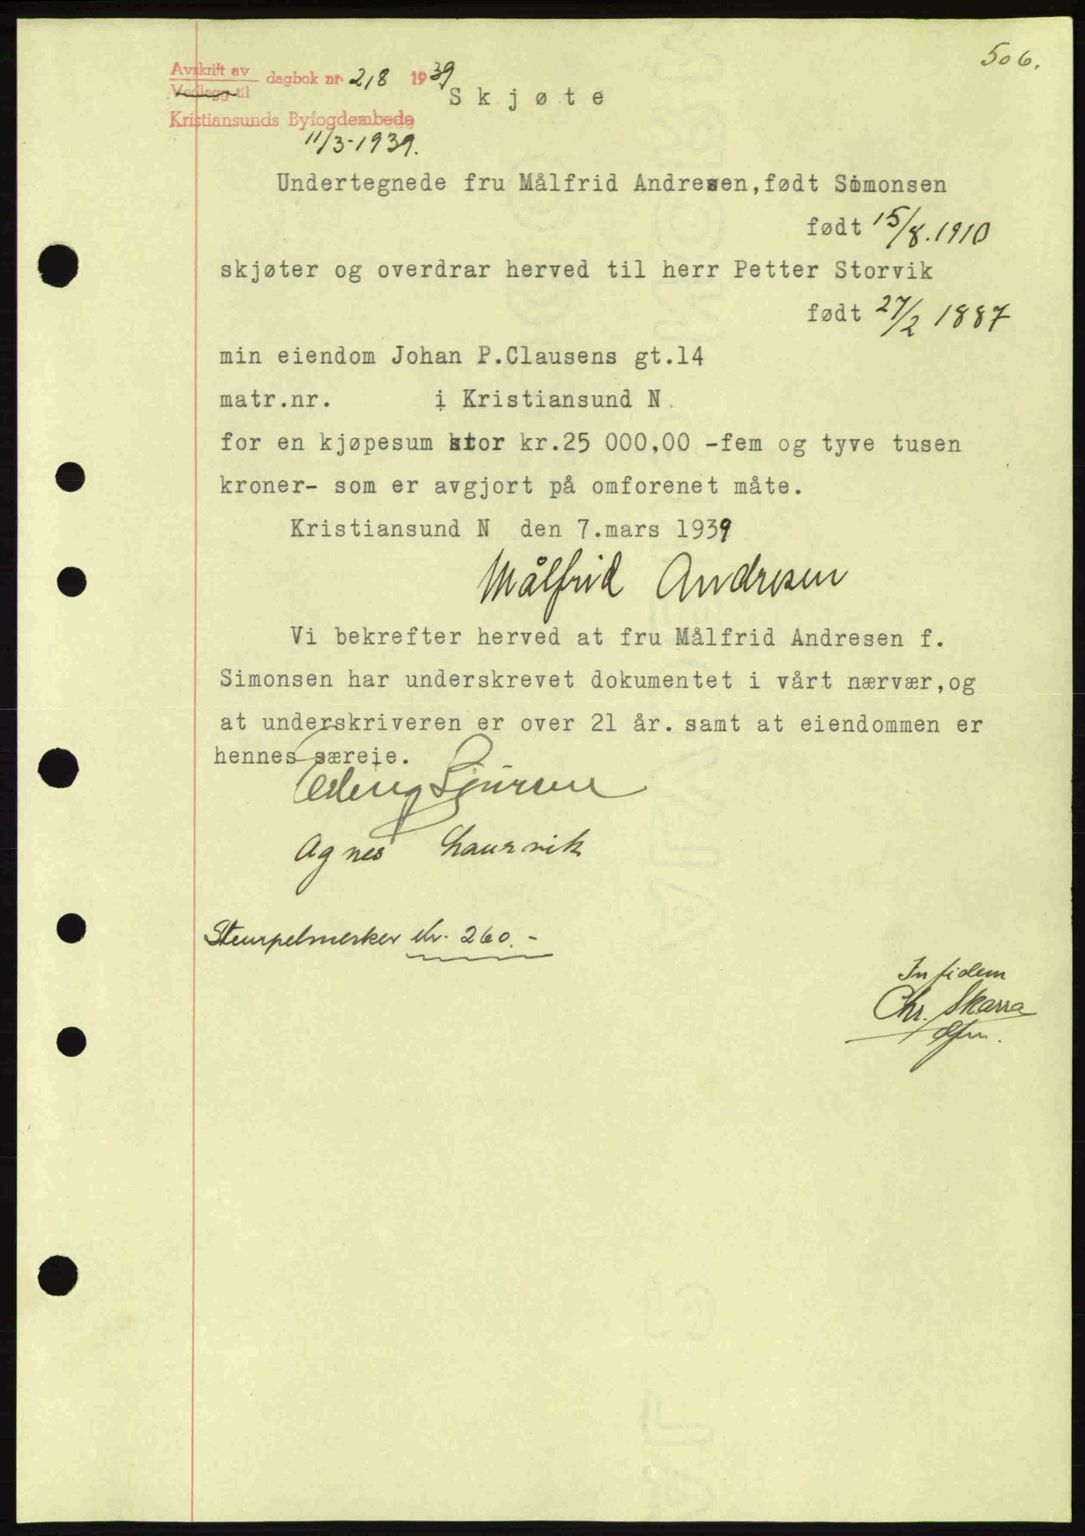 506.
Avskrift av
Vedlegg til
dagbok nr. 218 1939
Kristiansunds Byfogdembede
11/3-1939.
Skjøte
Undertegnede fru Målfrid Andresen, født Simonsen
født 15/8. 1910
skjøter og overdrar herved til herr Petter Storvik
født 27/2 1887
min eiendom Johan P.Clausens gt.14
matr.nr. i Kristiansund N.
for en kjøpesum stor kr.25 000,00 -fem og tyve tusen
kroner- som er avgjort på omforenet måte.
Kristiansund N den 7.mars 1939
Målfrid Andresen
Vi bekrefter herved at fru Målfrid Andresen f.
Simonsen har underskrevet dokumentet i vårt nærvær,og
at underskriveren er over 21 år. samt at eiendommen er
hennes særeie.
Agnes Laurvik
Stempelmerker kr. 260.-
In fidem
Chr. Skarra